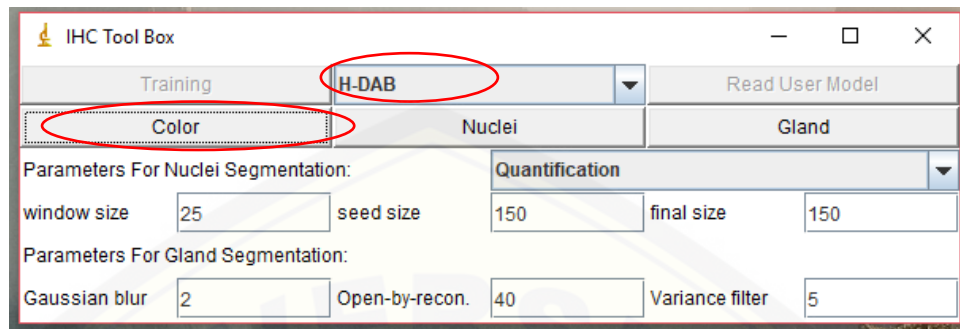 IHC Tool Box
Training H-DAB Read User Model
Color Nuclei Gland
Parameters For Nuclei Segmentation: Quantification
window size 25 seed size 150 final size 150
Parameters For Gland Segmentation:
Gaussian blur 2 Open-by-recon. 40 Variance filter 5